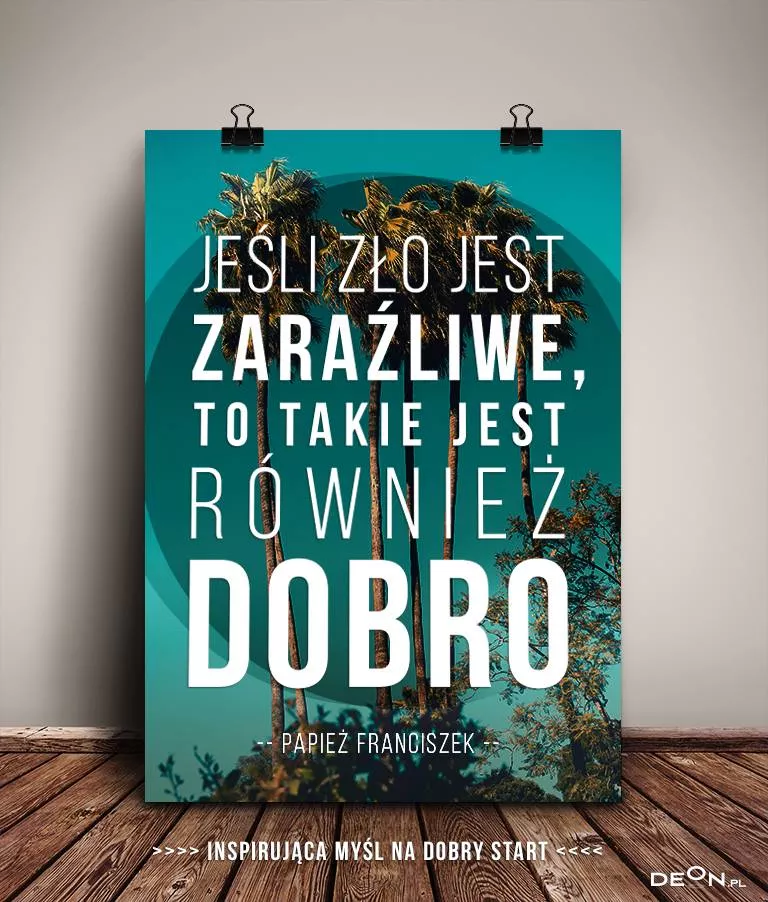 JEŚLI ZŁO JEST
ZARAŹLIWE,
TO TAKIE JEST
RÓWNIEŻ
DOBRO
-- PAPIEŻ FRANCISZEK --
>>>> INSPIRUJĄCA MYŚL NA DOBRY START <<<<
DEON.PL